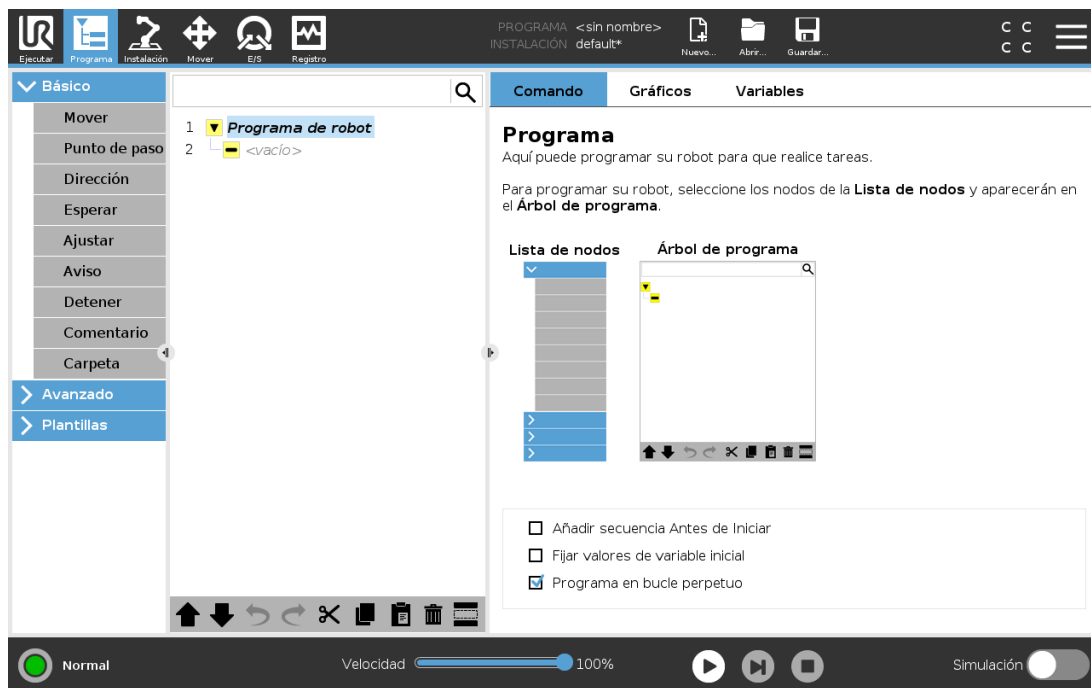 PROGRAMA <sin nombre>
INSTALACIÓN default*
C C
C C
Ejecutar Programa Instalación Mover E/S Registro Nuevo... Abrir... Guardar...
Básico
Mover
Punto de paso
Dirección
Esperar
Ajustar
Aviso
Detener
Comentario
Carpeta
Avanzado
Plantillas
1 Programa de robot
2 <vacío>
Comando Gráficos Variables
Programa
Aquí puede programar su robot para que realice tareas.
Para programar su robot, seleccione los nodos de la Lista de nodos y aparecerán en
el Árbol de programa.
Lista de nodos Árbol de programa
Añadir secuencia Antes de Iniciar
Fijar valores de variable inicial
Programa en bucle perpetuo
Normal Velocidad 100% Simulación